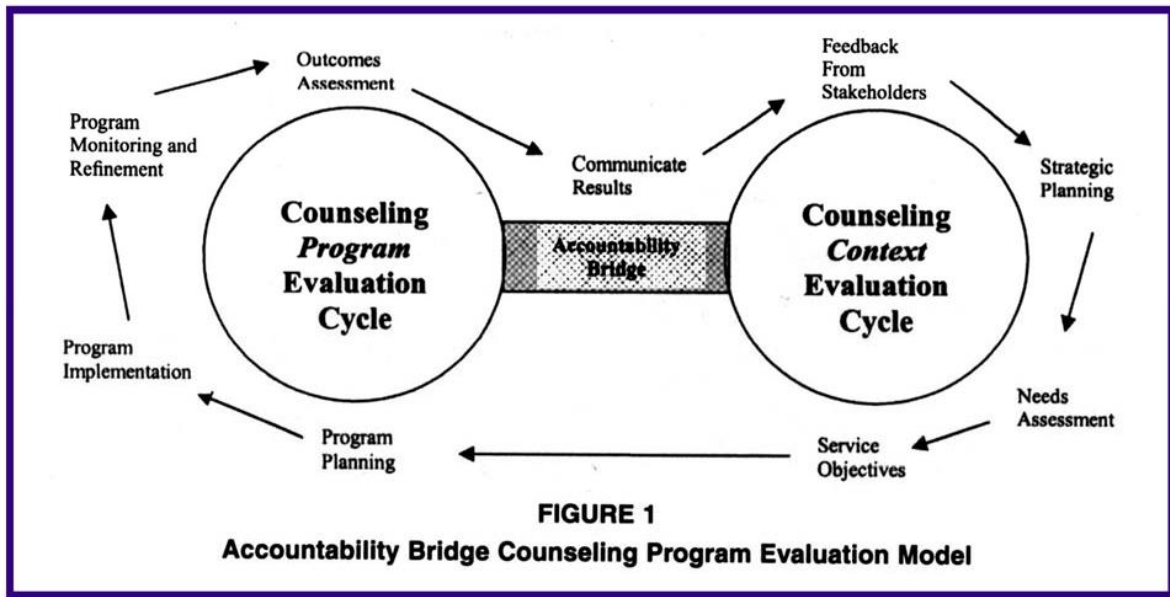 Outcomes
Assessment
Feedback
From
Stakeholders
Program
Monitoring and
Refinement
Communicate
Results
Strategic
Planning
Counseling
Program
Evaluation
Cycle
Accountability
Bridge
Counseling
Context
Evaluation
Cycle
Program
Implementation
Needs
Assessment
Program
Planning
Service
Objectives
FIGURE 1
Accountability Bridge Counseling Program Evaluation Model